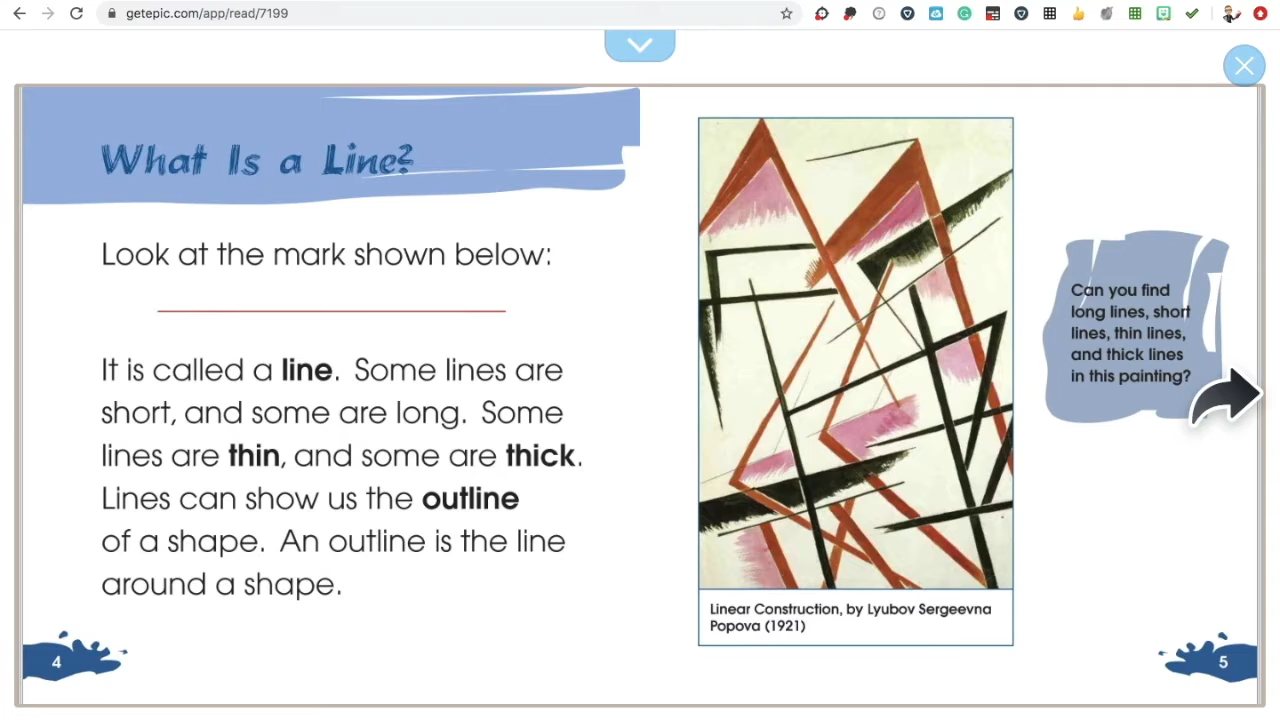 getepic.com/app/read/7199
What Is a Line?
Look at the mark shown below:
It is called a line. Some lines are
short, and some are long. Some
lines are thin, and some are thick.
Lines can show us the outline
of a shape. An outline is the line
around a shape.
4
Linear Construction, by Lyubov Sergeevna
Popova (1921)
Can you find
long lines, short
lines, thin lines,
and thick lines
in this painting?
5